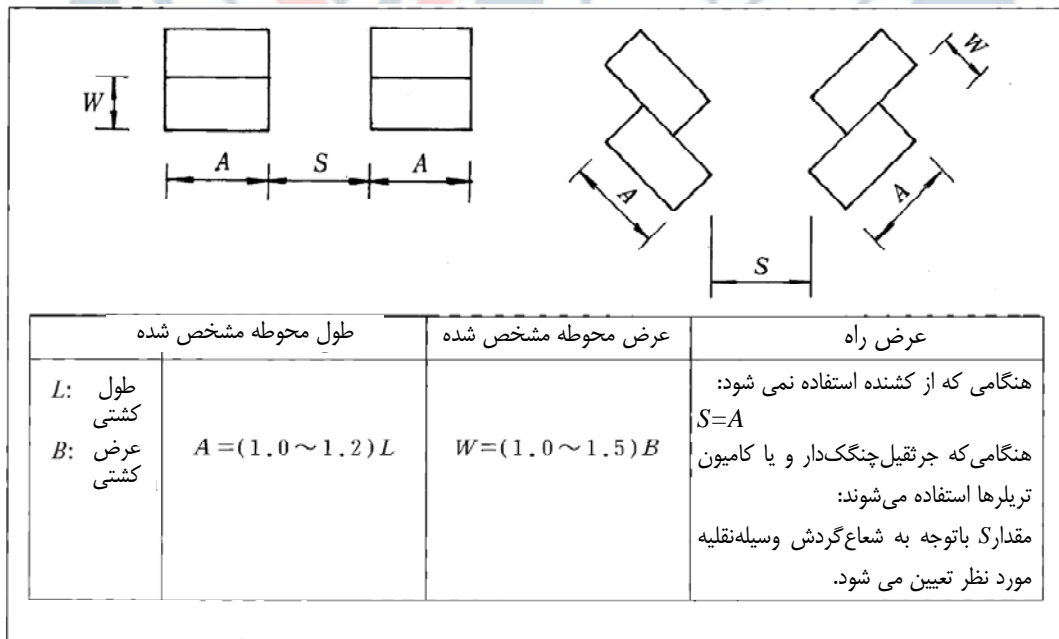 W
A S A
W
A
A
S
عرض راه
عرض محوطه مشخص شده
طول محوطه مشخص شده
هنگامی که از کشنده استفاده نمی شود:
S=A
هنگامی‌که جرثقیل‌چنگک‌دار و یا کامیون
تریلرها استفاده می‌شوند:
مقدارS باتوجه به شعاع‌گردش وسیله‌نقلیه
مورد نظر تعیین می شود.
W=(1.0～1.5)B
A=(1.0～1.2)L
L: طول
کشتی
B: عرض
کشتی